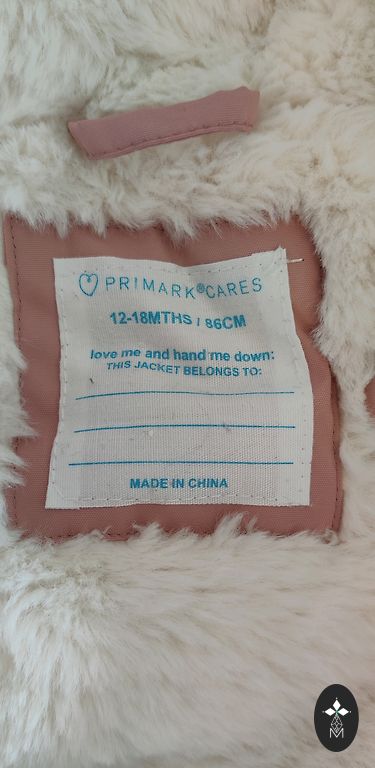 PRIMARK®CARES
12-18MTHS / 86CM
love me and hand me down:
THIS JACKET BELONGS TO:
MADE IN CHINA
M